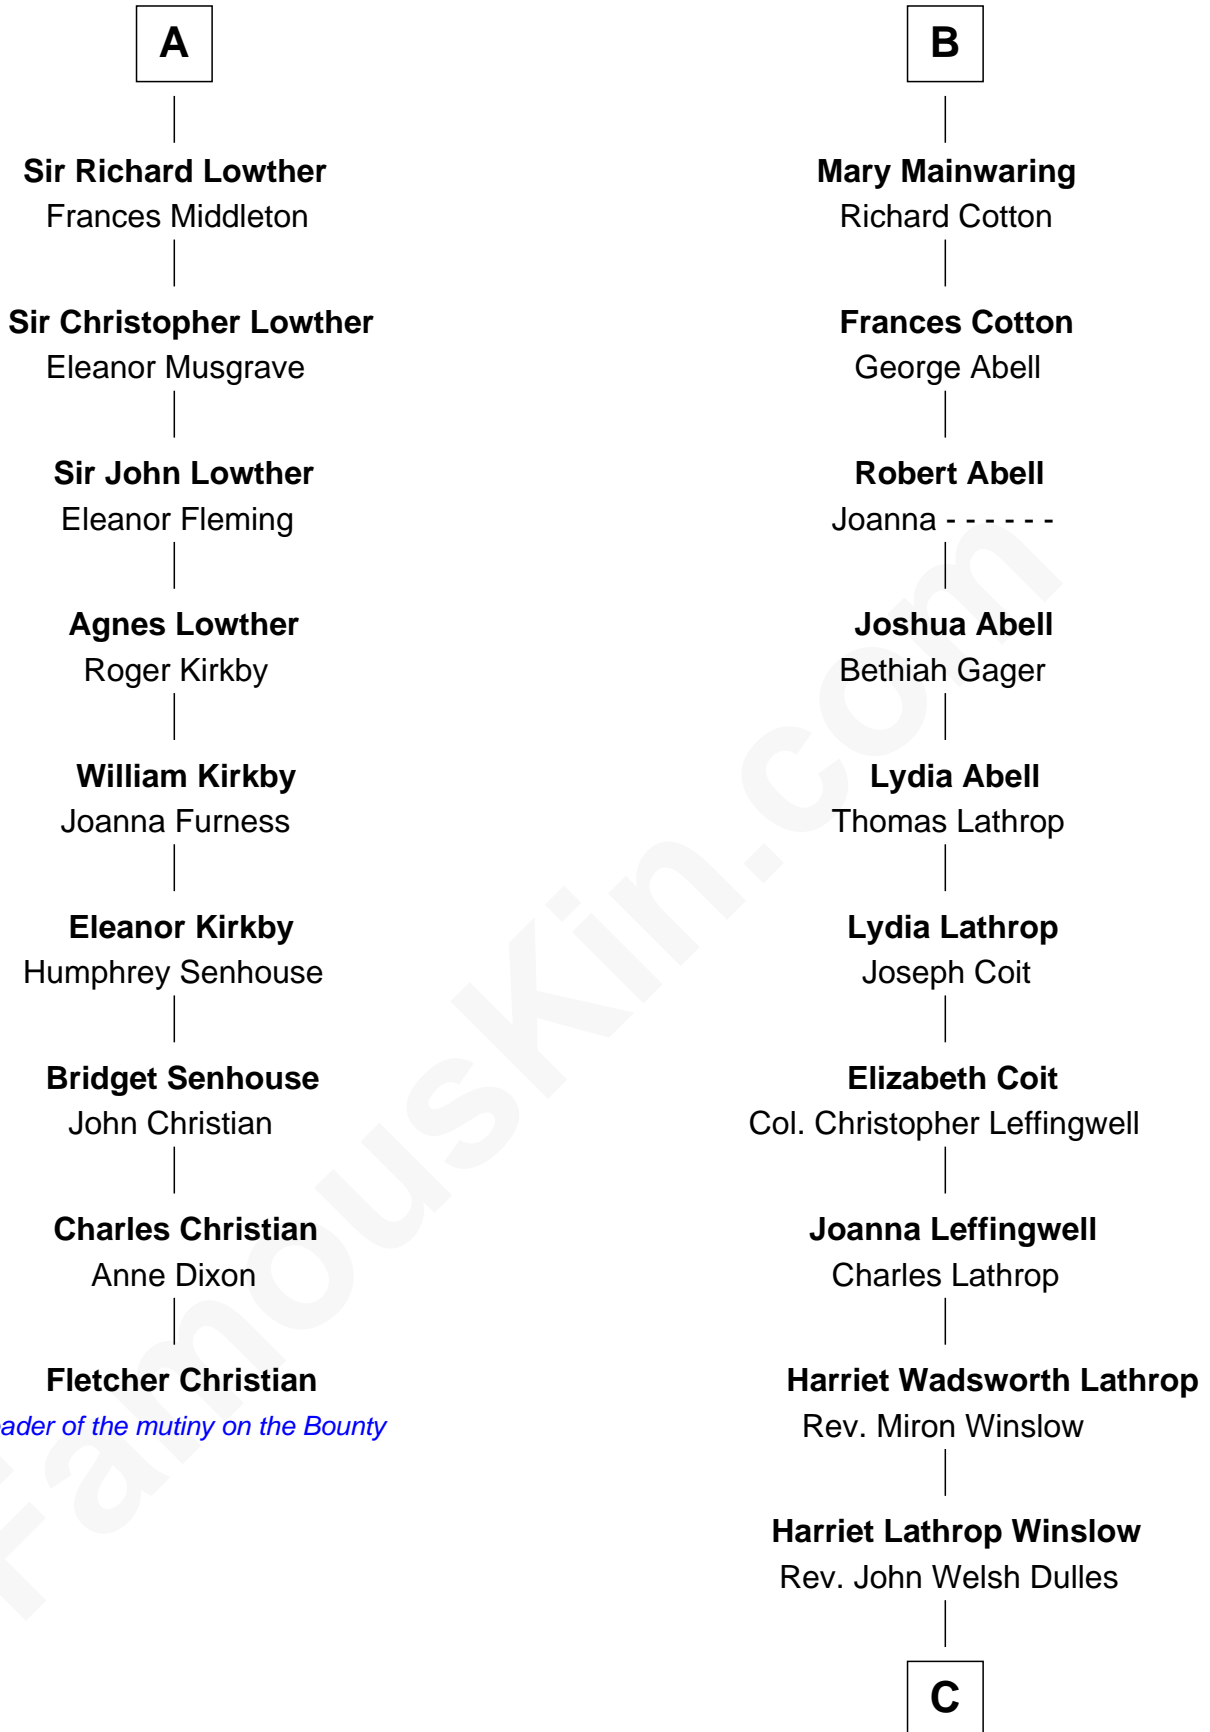 A
Sir Richard Lowther
Frances Middleton
Sir Christopher Lowther
Eleanor Musgrave
Sir John Lowther
Eleanor Fleming
Agnes Lowther
Roger Kirkby
William Kirkby
Joanna Furness
Eleanor Kirkby
Humphrey Senhouse
Bridget Senhouse
John Christian
Charles Christian
Anne Dixon
Fletcher Christian
ader of the mutiny on the Bounty
B
Mary Mainwaring
Richard Cotton
Frances Cotton
George Abell
Robert Abell
Joanna - - - - - -
Joshua Abell
Bethiah Gager
Lydia Abell
Thomas Lathrop
Lydia Lathrop
Joseph Coit
Elizabeth Coit
Col. Christopher Leffingwell
Joanna Leffingwell
Charles Lathrop
Harriet Wadsworth Lathrop
Rev. Miron Winslow
Harriet Lathrop Winslow
Rev. John Welsh Dulles
C
FamousKin.com